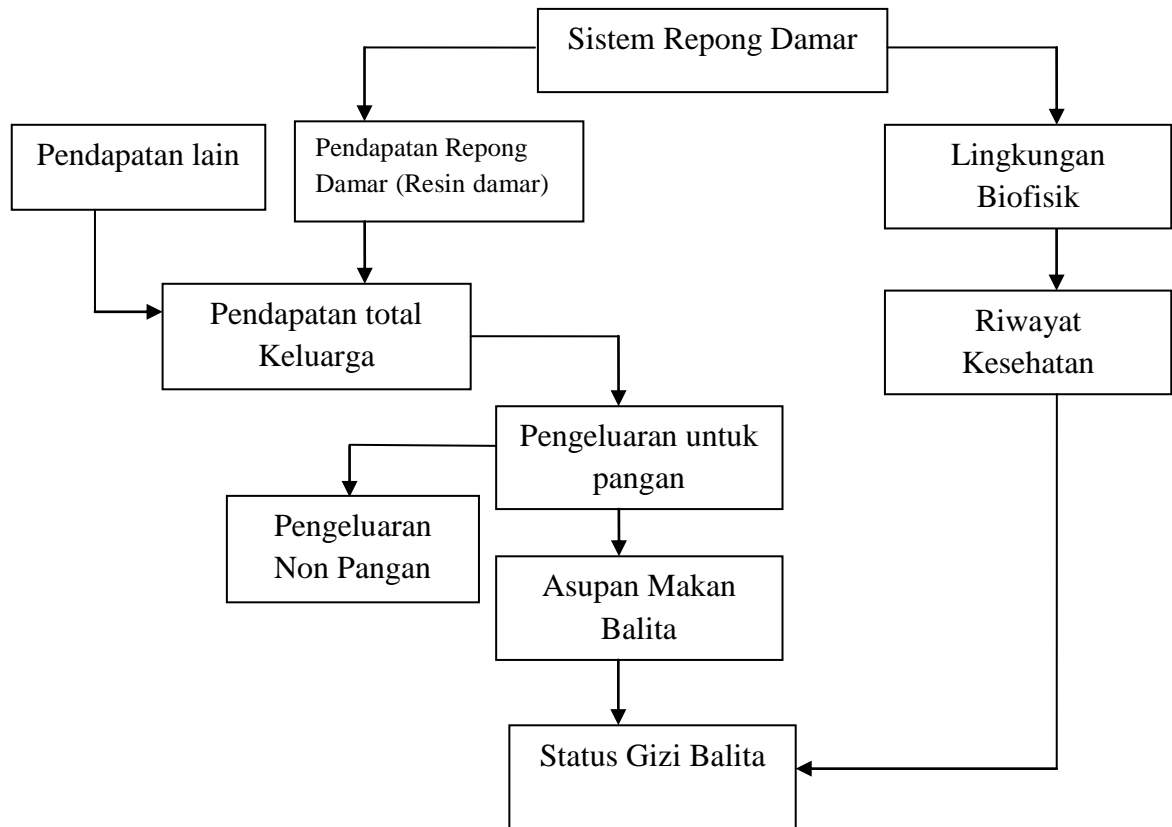 Sistem Repong Damar
Pendapatan lain
Pendapatan Repong
Damar (Resin damar)
Lingkungan
Biofisik
Pendapatan total
Keluarga
Riwayat
Kesehatan
Pengeluaran untuk
pangan
Pengeluaran
Non Pangan
Asupan Makan
Balita
Status Gizi Balita